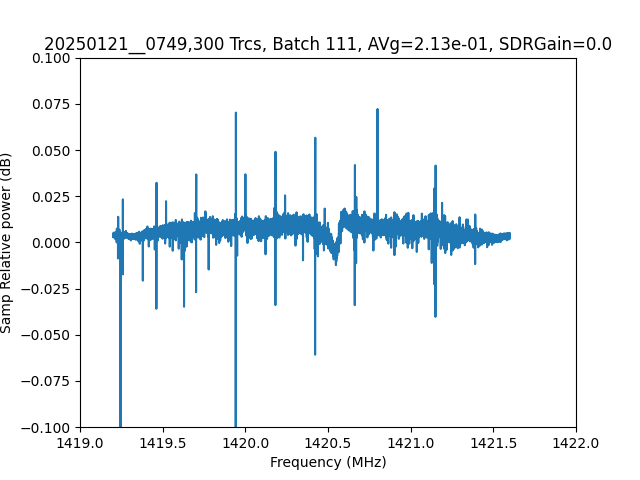 20250121__0749,300 Trcs, Batch 111, AVg=2.13e-01, SDRGain=0.0
0.100
0.075
0.050
0.025
0.000
−0.025
−0.050
−0.075
−0.100
Samp Relative power (dB)
1419.0 1419.5 1420.0 1420.5 1421.0 1421.5 1422.0
Frequency (MHz)